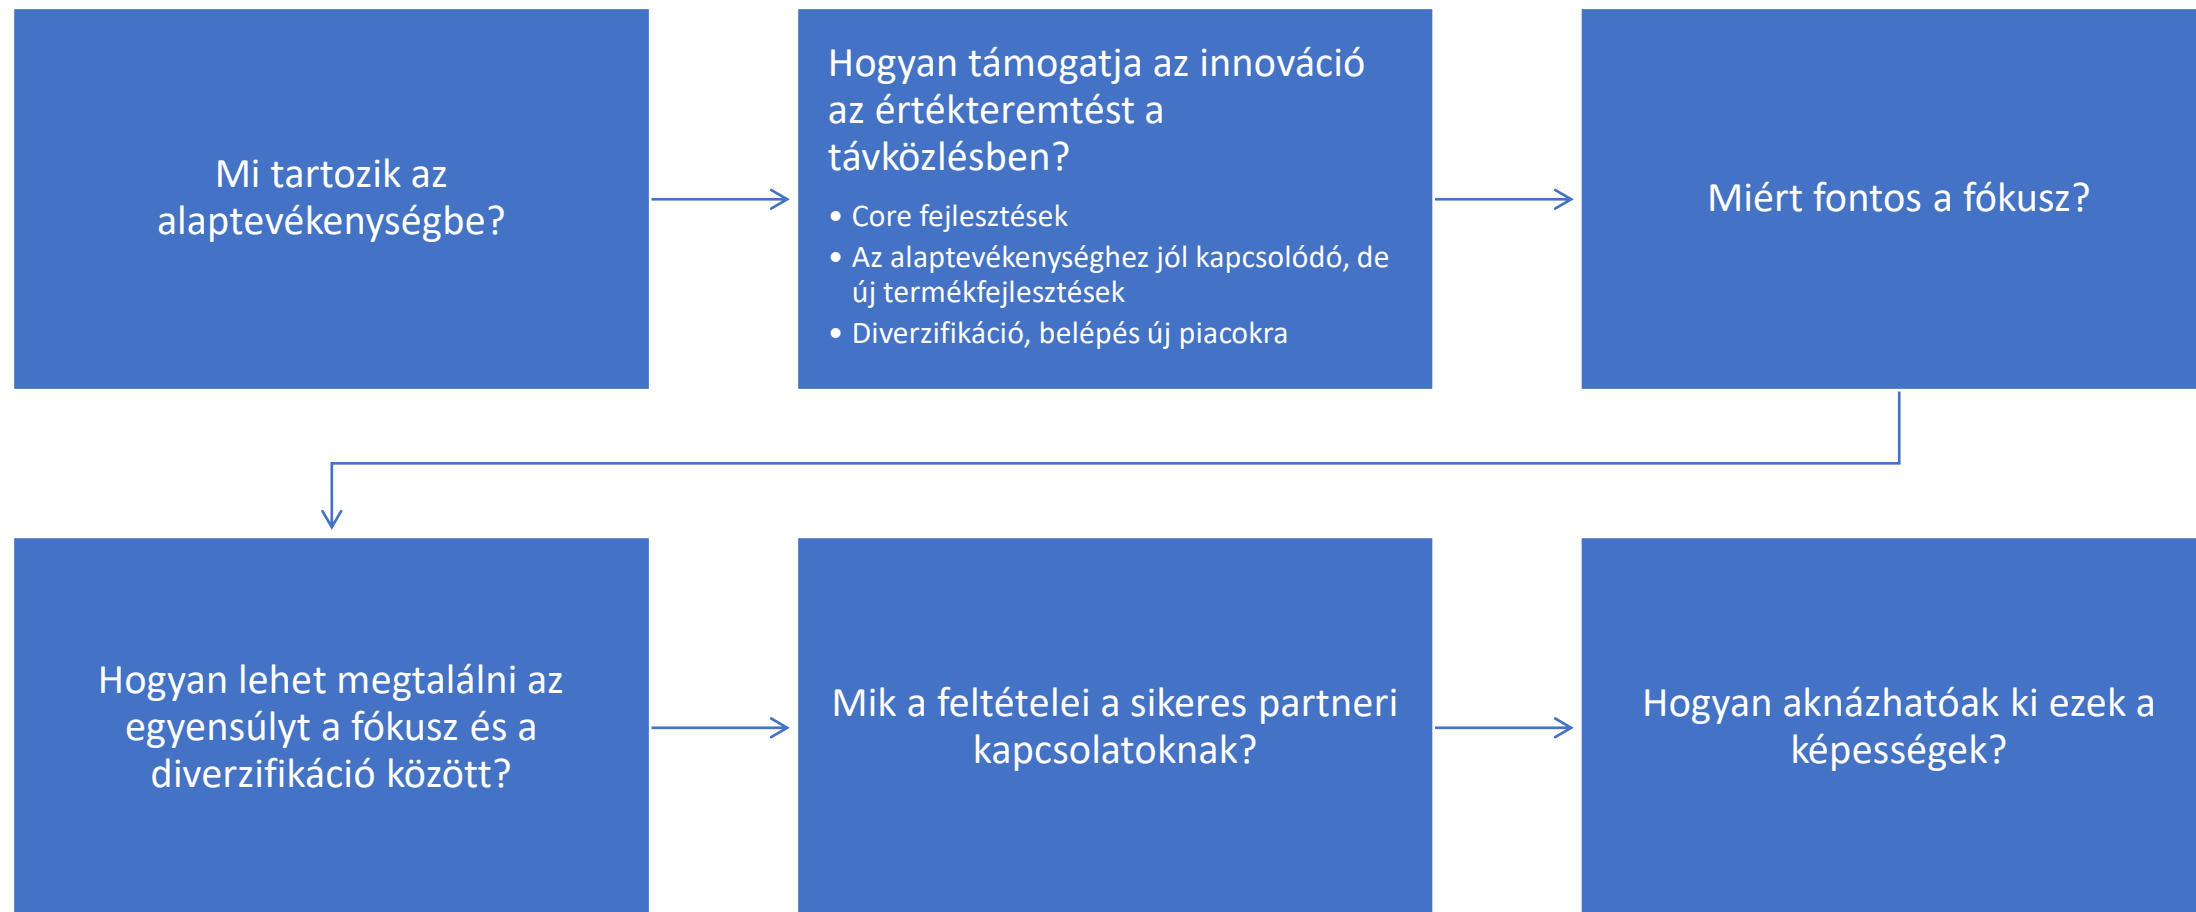 Mi tartozik az
alaptevékenységbe?
Hogyan támogatja az innováció
az értékteremtést a
távközlésben?
• Core fejlesztések
• Az alaptevékenységhez jól kapcsolódó, de
új termékfejlesztések
• Diverzifikáció, belépés új piacokra
Miért fontos a fókusz?
Hogyan lehet megtalálni az
egyensúlyt a fókusz és a
diverzifikáció között?
Mik a feltételei a sikeres partneri
kapcsolatoknak?
Hogyan aknázhatóak ki ezek a
képességek?